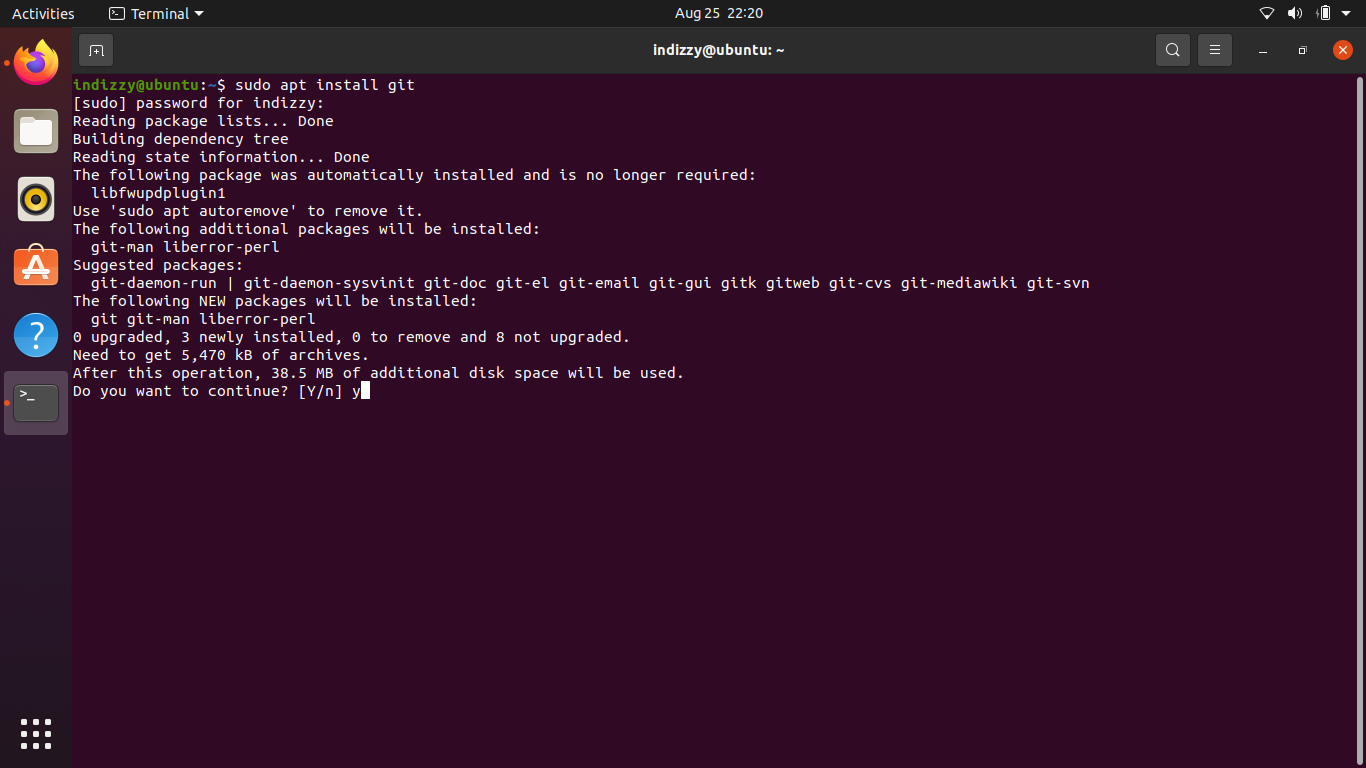 Activities Terminal Aug 25 22:20
indizzy@ubuntu: ~
indizzy@ubuntu:~$ sudo apt install git
[sudo] password for indizzy:
Reading package lists... Done
Building dependency tree
Reading state information... Done
The following package was automatically installed and is no longer required:
  libfwupdplugin1
Use 'sudo apt autoremove' to remove it.
The following additional packages will be installed:
  git-man liberror-perl
Suggested packages:
  git-daemon-run | git-daemon-sysvinit git-doc git-el git-email git-gui gitk gitweb git-cvs git-mediawiki git-svn
The following NEW packages will be installed:
  git git-man liberror-perl
0 upgraded, 3 newly installed, 0 to remove and 8 not upgraded.
Need to get 5,470 kB of archives.
After this operation, 38.5 MB of additional disk space will be used.
Do you want to continue? [Y/n] y